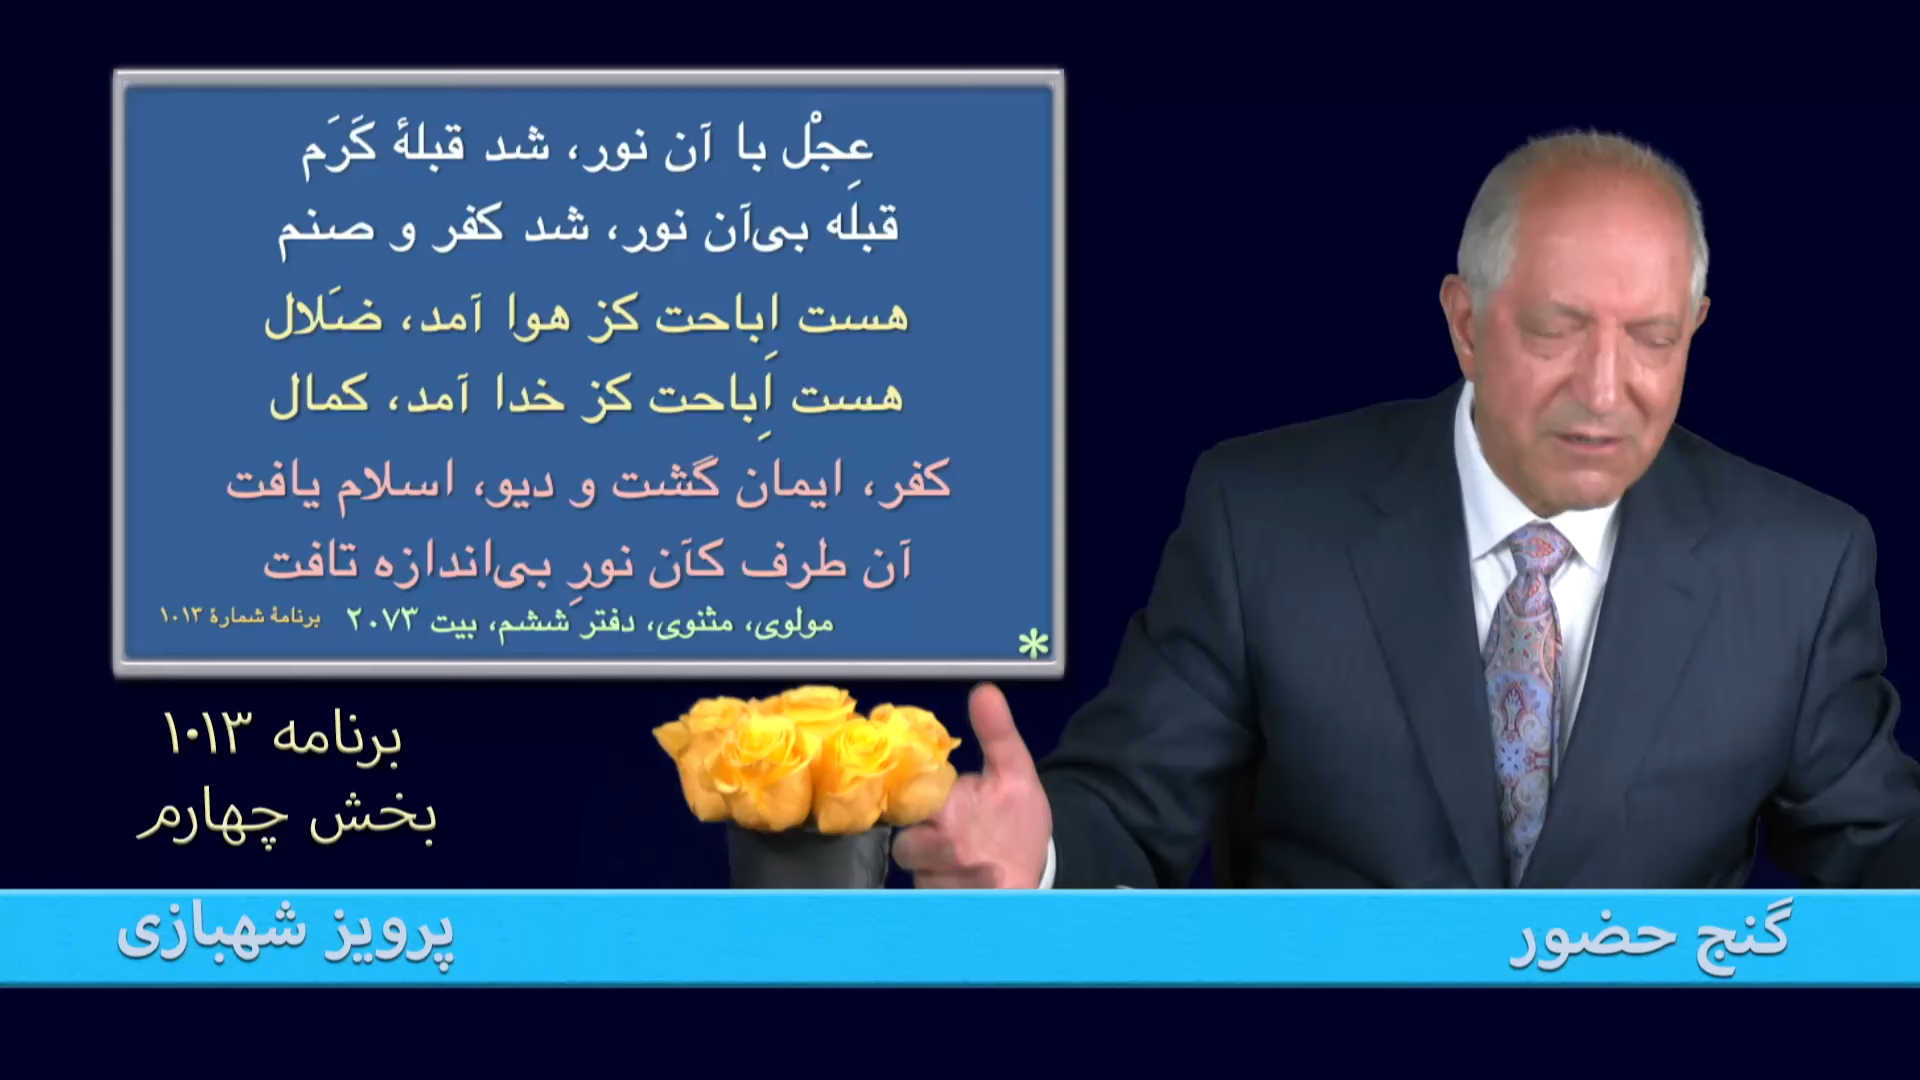 عِجْل با آن نور، شد قبلهٔ کَرَم
قبله بی‌آن نور، شد کفر و صنم
هست اِباحت کز هوا آمد، ضَلال
هست اِباحت کز خدا آمد، کمال
کفر، ایمان گشت و دیو، اسلام یافت
آن طرف کآن نورِ بی‌اندازه تافت
مولوی، مثنوی، دفتر ششم، بیت ۲۰۷۳
برنامهٔ شمارهٔ ۱۰۱۳
*
برنامه ۱۰۱۳
بخش چهارم
گنج حضور
پرویز شهبازی